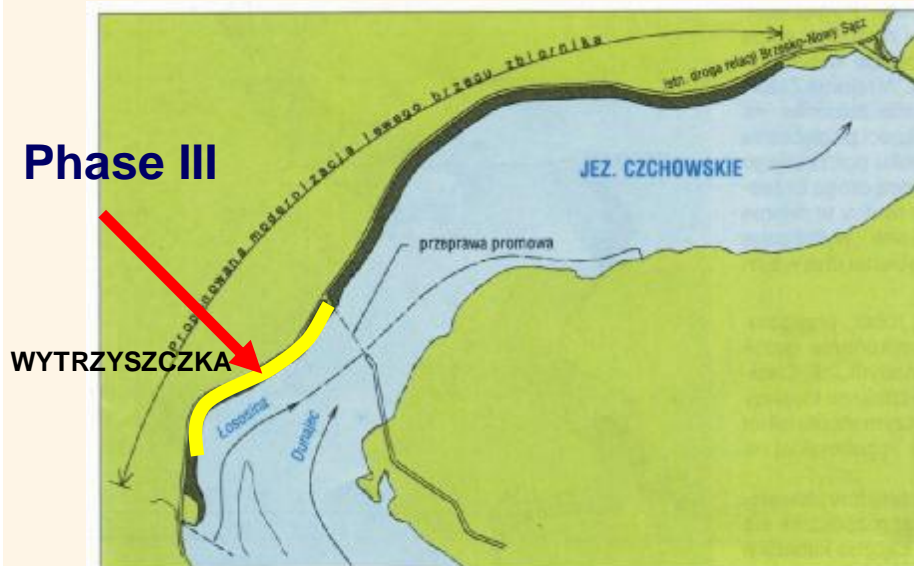 Proponowana modernizacja lewego brzegu zbiornika
istn. droga relacji Brzesko-Nowy Sącz
Phase III
JEZ. CZCHOWSKIE
przeprawa promowa
WYTRZYSZCZKA
Łososina
Dunajec